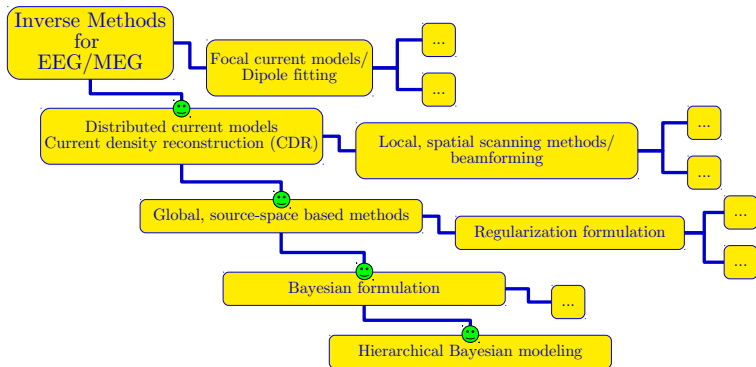 Inverse Methods
for
EEG/MEG
Focal current models/
Dipole fitting
...
...
Distributed current models
Current density reconstruction (CDR)
Local, spatial scanning methods/
beamforming
...
...
Global, source-space based methods
Regularization formulation
...
...
Bayesian formulation
...
Hierarchical Bayesian modeling